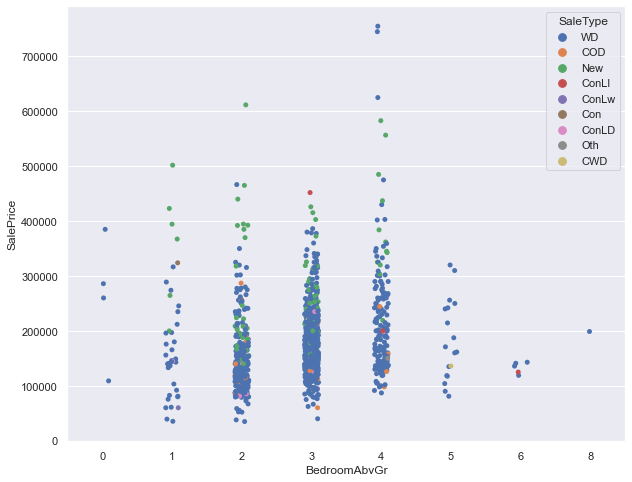 SaleType
WD
COD
New
ConLI
ConLw
Con
ConLD
Oth
CWD
SalePrice
700000
600000
500000
400000
300000
200000
100000
0
0 1 2 3 4 5 6 8
BedroomAbvGr